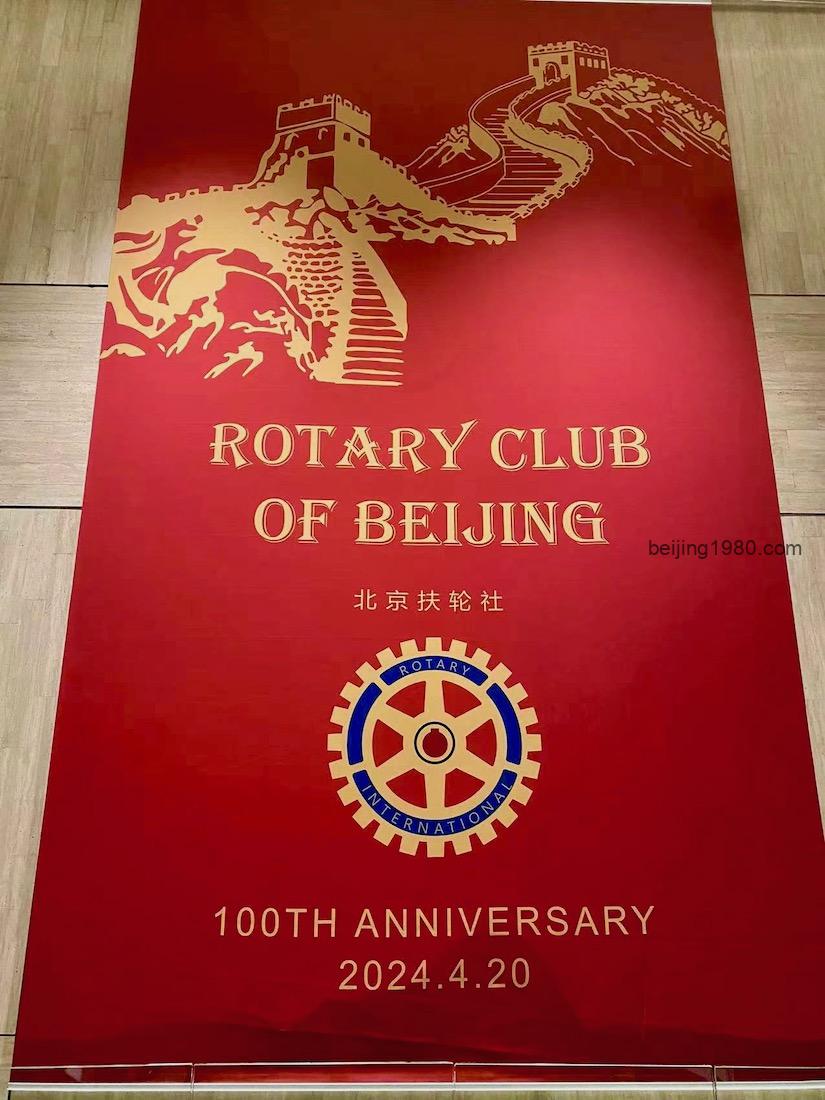 ROTARY CLUB
OF BEIJING
beijing1980.com
北京扶轮社
ROTARY
INTERNATIONAL
100TH ANNIVERSARY
2024.4.20